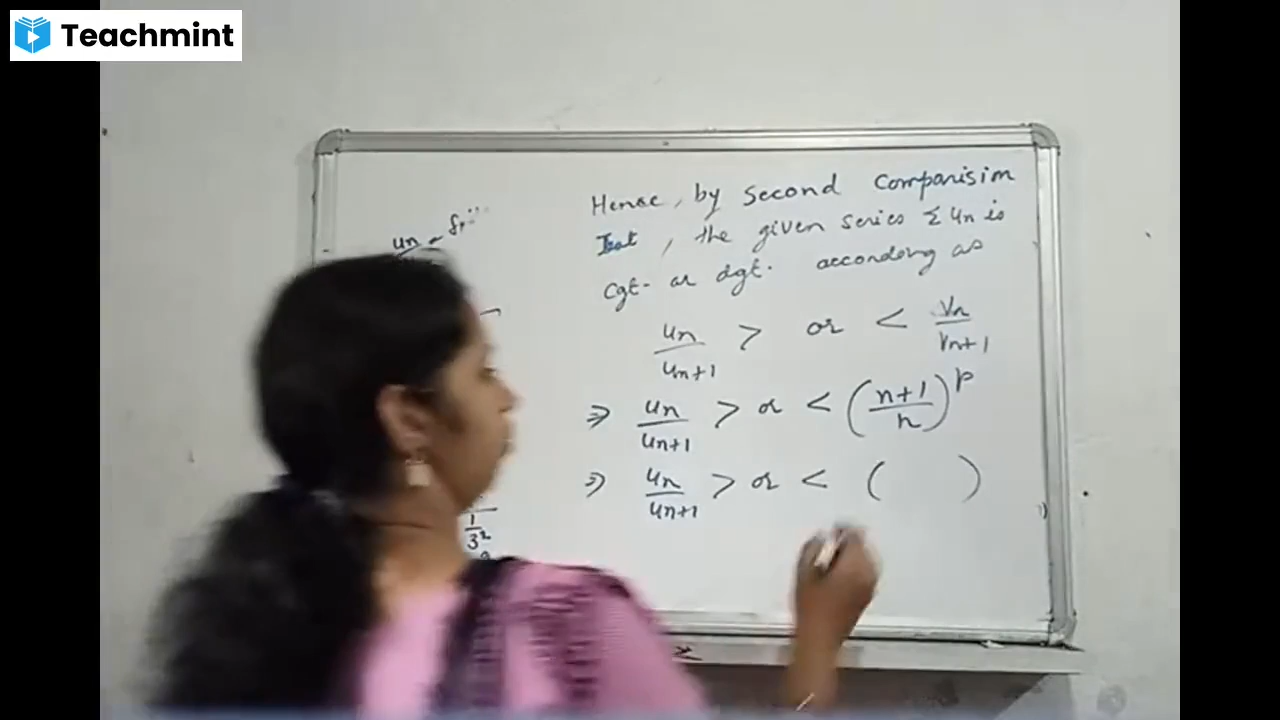 Teachmint
Hence, by Second Comparisim
Test, the given series Σ un is
cgt. or dgt. according as
un/un+1 > or < vn/vn+1
⇒ un/un+1 > or < (n+1/n)^p
⇒ un/un+1 > or < ( )
un
1/3²